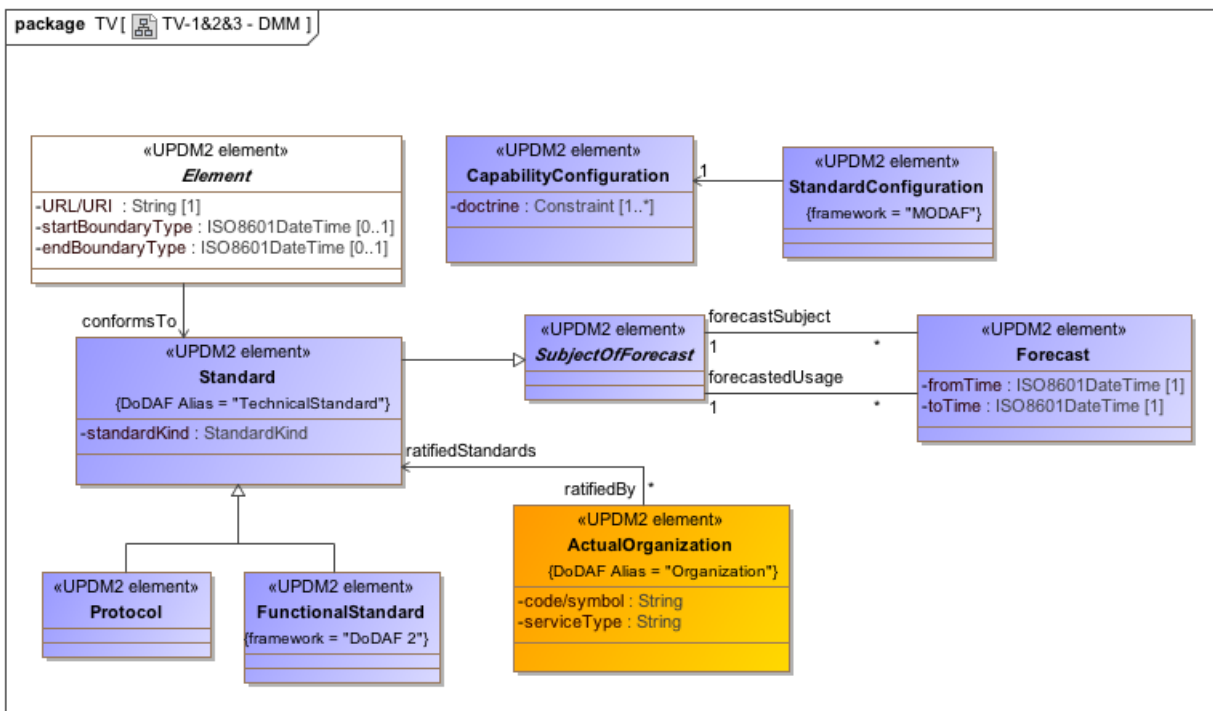 package TV [ TV-1&2&3 - DMM ]
«UPDM2 element»
Element
-URL/URI : String [1]
-startBoundaryType : ISO8601DateTime [0..1]
-endBoundaryType : ISO8601DateTime [0..1]
«UPDM2 element»
CapabilityConfiguration
-doctrine : Constraint [1..*]
1
«UPDM2 element»
StandardConfiguration
{framework = "MODAF"}
conformsTo
«UPDM2 element»
Standard
{DoDAF Alias = "TechnicalStandard"}
-standardKind : StandardKind
«UPDM2 element»
SubjectOfForecast
forecastSubject
1
*
forecastedUsage
1
*
«UPDM2 element»
Forecast
-fromTime : ISO8601DateTime [1]
-toTime : ISO8601DateTime [1]
ratifiedStandards
ratifiedBy
*
«UPDM2 element»
ActualOrganization
{DoDAF Alias = "Organization"}
-code/symbol : String
-serviceType : String
«UPDM2 element»
Protocol
«UPDM2 element»
FunctionalStandard
{framework = "DoDAF 2"}